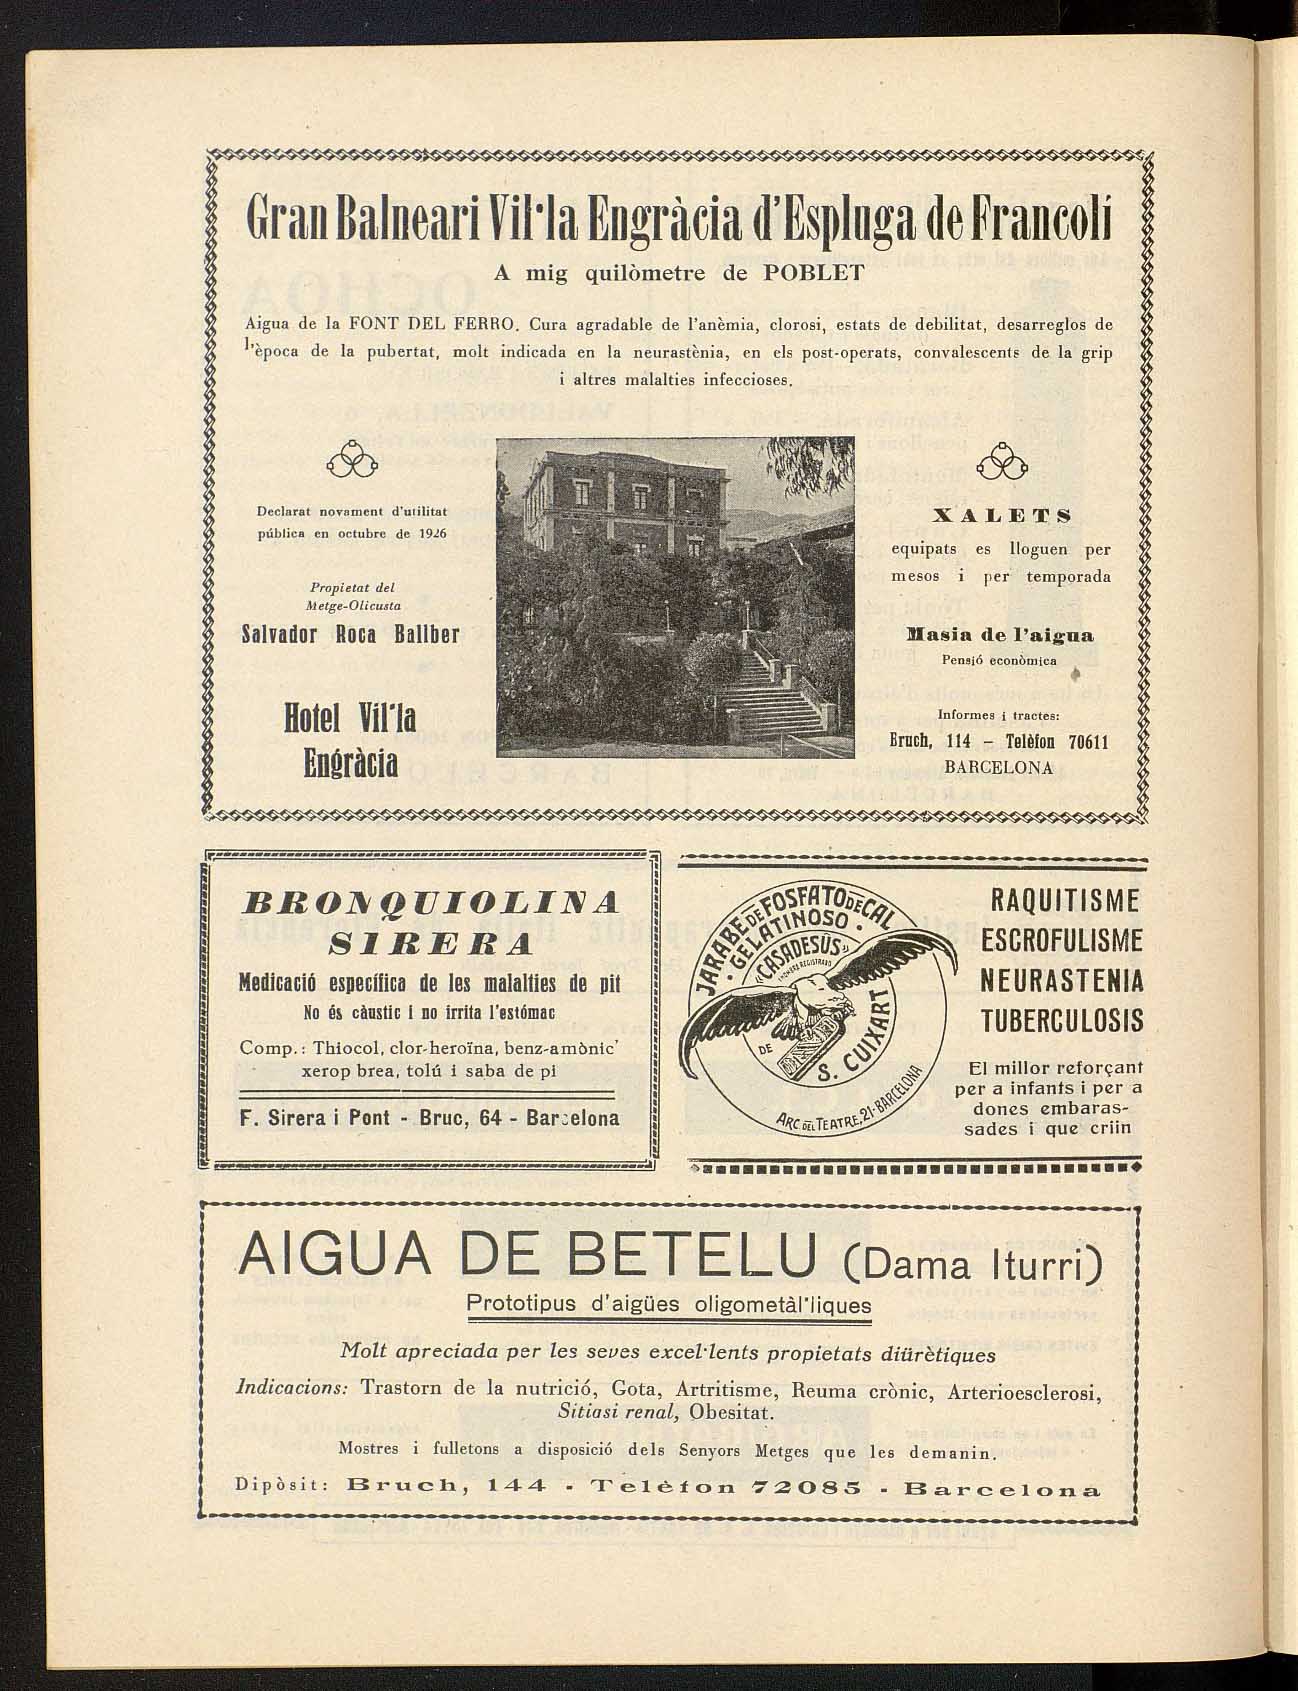 Gran Balneari Vil·la Engràcia d'Espluga de Francolí
A mig quilòmetre de POBLET
Aigua de la FONT DEL FERRO. Cura agradable de l'anèmia, clorosi, estats de debilitat, desarreglos de
l'època de la pubertat, molt indicada en la neurastènia, en els post-operats, convalescents de la grip
i altres malalties infeccioses.
Declarat novament d'utilitat
pública en octubre de 1926
Propietat del
Metge-Olicusta
Salvador Roca Ballber
Hotel Vil·la
Engràcia
XALETS
equipats es lloguen per
mesos i per temporada
Masia de l'aigua
Pensió econòmica
Informes i tractes:
Bruch, 114 - Telèfon 70611
BARCELONA
BRONQUIOLINA
SIRERA
Medicació específica de les malalties de pit
No és càustic i no irrita l'estómac
Comp.: Thiocol, clor-heroïna, benz-amònic'
xerop brea, tolú i saba de pi
F. Sirera i Pont - Bruc, 64 - Barcelona
JARABE DE FOSFATO DE CAL
· GELATINOSO ·
"CASADESÚS"
NOMBRE REGISTRADO
DE
S. CUIXART
ARC DEL TEATRE, 21-BARCELONA
RAQUITISME
ESCROFULISME
NEURASTENIA
TUBERCULOSIS
El millor reforçant
per a infants i per a
dones embaras-
sades i que criïn
AIGUA DE BETELU (Dama Iturri)
Prototipus d'aigües oligometàl·liques
Molt apreciada per les seves excel·lents propietats diürètiques
Indicacions: Trastorn de la nutrició, Gota, Artritisme, Reuma crònic, Arterioesclerosi,
Sitiasi renal, Obesitat.
Mostres i fulletons a disposició dels Senyors Metges que les demanin.
Dipòsit: Bruch, 144 - Telèfon 72085 - Barcelona